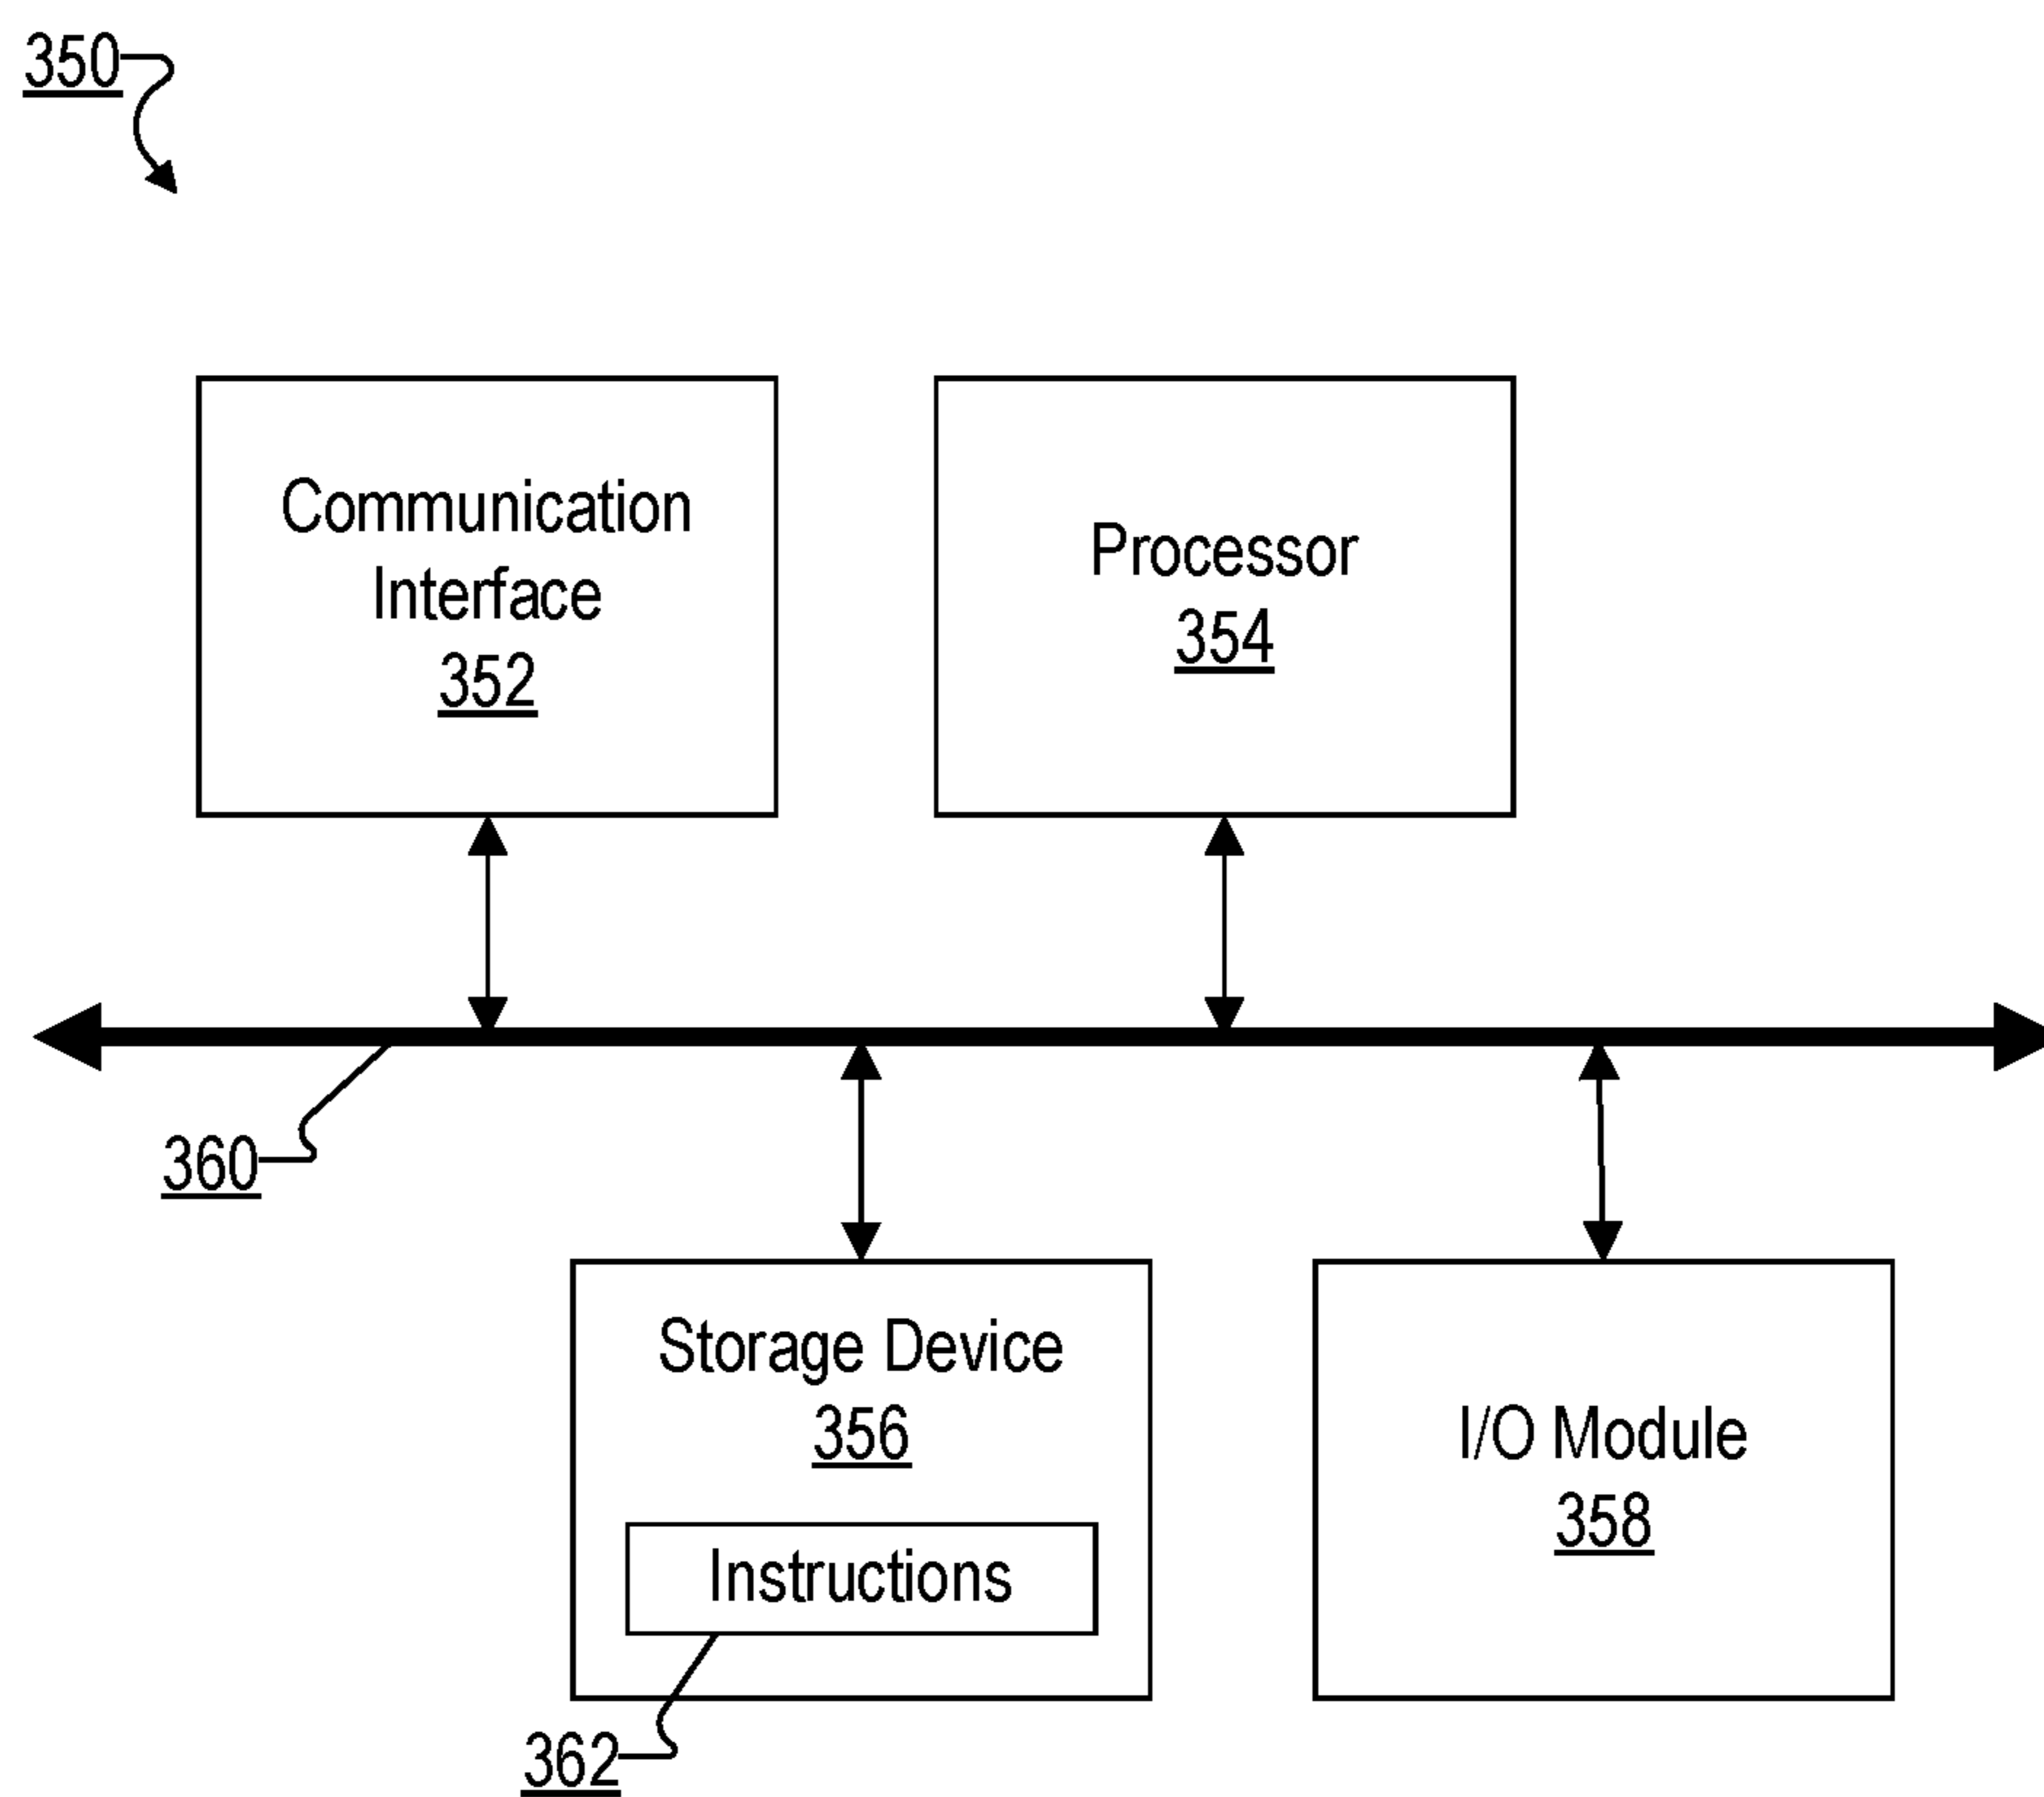 350
Communication
Interface
352
Processor
354
360
Storage Device
356
Instructions
362
I/O Module
358